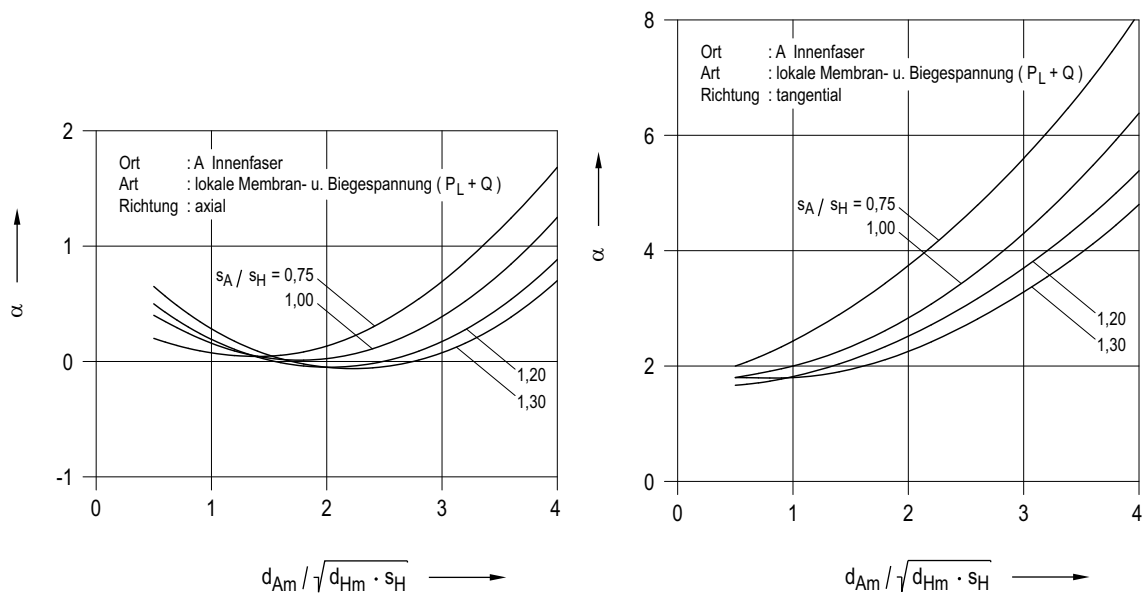 2
1
0
-1
α
Ort : A Innenfaser
Art : lokale Membran- u. Biegespannung ( P_L + Q )
Richtung : axial
s_A / s_H = 0,75
1,00
1,20
1,30
0 1 2 3 4
d_Am / √d_Hm · s_H
8
6
4
2
0
α
Ort : A Innenfaser
Art : lokale Membran- u. Biegespannung ( P_L + Q )
Richtung : tangential
s_A / s_H = 0,75
1,00
1,20
1,30
0 1 2 3 4
d_Am / √d_Hm · s_H